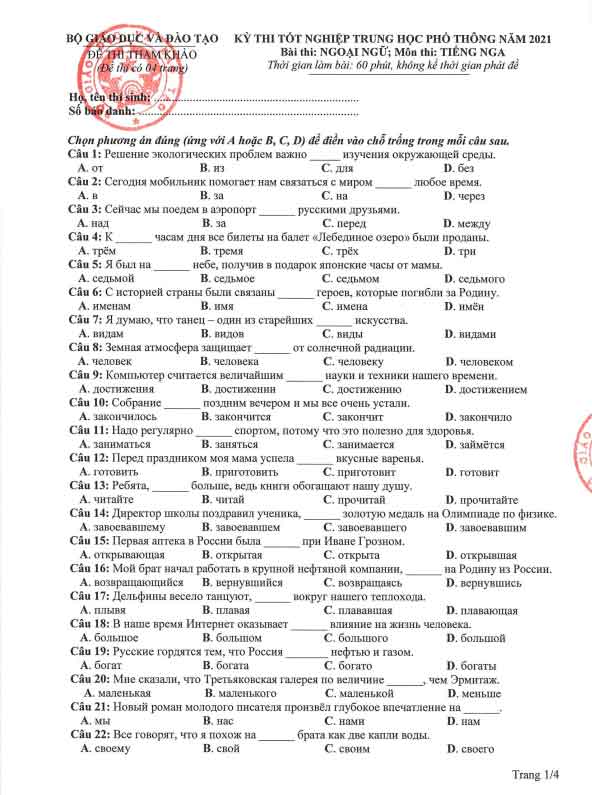 BỘ GIÁO DỤC VÀ ĐÀO TẠO
ĐỀ THI THAM KHẢO
(Đề thi có 04 trang)
KỲ THI TỐT NGHIỆP TRUNG HỌC PHỔ THÔNG NĂM 2021
Bài thi: NGOẠI NGỮ; Môn thi: TIẾNG NGA
Thời gian làm bài: 60 phút, không kể thời gian phát đề
Họ, tên thí sinh: ..............................................................
Số báo danh: ..................................................................
Chọn phương án đúng (ứng với A hoặc B, C, D) để điền vào chỗ trống trong mỗi câu sau.
Câu 1: Решение экологических проблем важно _____ изучения окружающей среды.
A. от B. из C. для D. без
Câu 2: Сегодня мобильник помогает нам связаться с миром ______ любое время.
A. в B. за C. на D. через
Câu 3: Сейчас мы поедем в аэропорт ______ русскими друзьями.
A. над B. за C. перед D. между
Câu 4: К ______ часам дня все билеты на балет «Лебединое озеро» были проданы.
A. трём B. тремя C. трёх D. три
Câu 5: Я был на ______ небе, получив в подарок японские часы от мамы.
A. седьмой B. седьмое C. седьмом D. седьмого
Câu 6: С историей страны были связаны ______ героев, которые погибли за Родину.
A. именам B. имя C. имена D. имён
Câu 7: Я думаю, что танец – один из старейших ______ искусства.
A. видам B. видов C. виды D. видами
Câu 8: Земная атмосфера защищает ______ от солнечной радиации.
A. человек B. человека C. человеку D. человеком
Câu 9: Компьютер считается величайшим ______ науки и техники нашего времени.
A. достижения B. достижении C. достижению D. достижением
Câu 10: Собрание ______ поздним вечером и мы все очень устали.
A. закончилось B. закончится C. закончит D. закончило
Câu 11: Надо регулярно ______ спортом, потому что это полезно для здоровья.
A. заниматься B. заняться C. занимается D. займётся
Câu 12: Перед праздником моя мама успела ______ вкусные варенья.
A. готовить B. приготовить C. приготовит D. готовит
Câu 13: Ребята, ______ больше, ведь книги обогащают нашу душу.
A. читайте B. читай C. прочитай D. прочитайте
Câu 14: Директор школы поздравил ученика, ______ золотую медаль на Олимпиаде по физике.
A. завоевавшему B. завоевавшем C. завоевавшего D. завоевавшим
Câu 15: Первая аптека в России была ______ при Иване Грозном.
A. открывающая B. открытая C. открыта D. открывшая
Câu 16: Мой брат начал работать в крупной нефтяной компании, ______ на Родину из России.
A. возвращающийся B. вернувшийся C. возвращаясь D. вернувшись
Câu 17: Дельфины весело танцуют, ______ вокруг нашего теплохода.
A. плывя B. плавая C. плававшая D. плавающая
Câu 18: В наше время Интернет оказывает ______ влияние на жизнь человека.
A. большое B. большом C. большого D. большой
Câu 19: Русские гордятся тем, что Россия ______ нефтью и газом.
A. богат B. богата C. богато D. богаты
Câu 20: Мне сказали, что Третьяковская галерея по величине ______, чем Эрмитаж.
A. маленькая B. маленького C. маленькой D. меньше
Câu 21: Новый роман молодого писателя произвёл глубокое впечатление на ______.
A. мы B. нас C. нами D. нам
Câu 22: Все говорят, что я похож на ______ брата как две капли воды.
A. своему B. свой C. своим D. своего
Trang 1/4